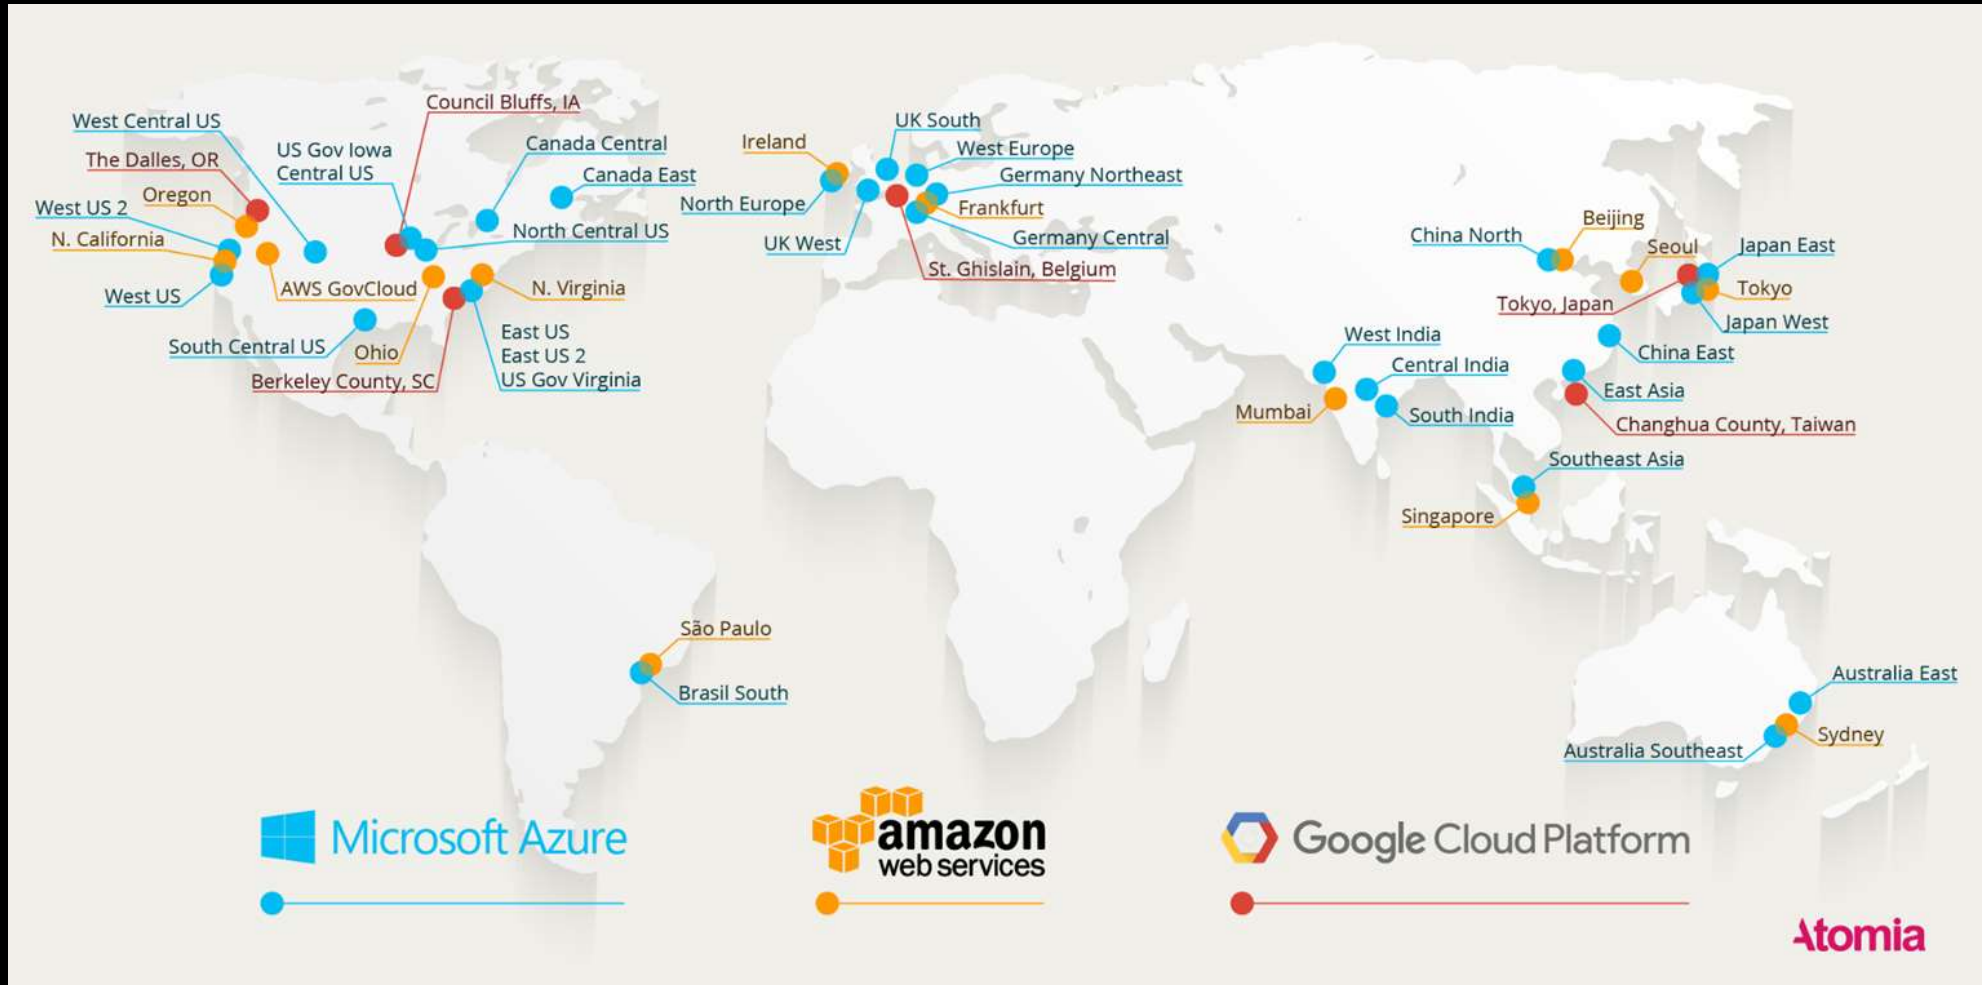 Council Bluffs, IA
West Central US
The Dalles, OR
US Gov Iowa
Central US
Canada Central
Canada East
Oregon
West US 2
N. California
North Central US
AWS GovCloud
West US
N. Virginia
South Central US
Ohio
East US
East US 2
US Gov Virginia
Berkeley County, SC
UK South
Ireland
West Europe
Germany Northeast
North Europe
Frankfurt
UK West
Germany Central
St. Ghislain, Belgium
Beijing
China North
Seoul
Japan East
Tokyo, Japan
Tokyo
Japan West
West India
China East
Central India
East Asia
Mumbai
South India
Changhua County, Taiwan
Southeast Asia
Singapore
São Paulo
Brasil South
Australia East
Sydney
Australia Southeast
Microsoft Azure
amazon
web services
Google Cloud Platform
Atomia